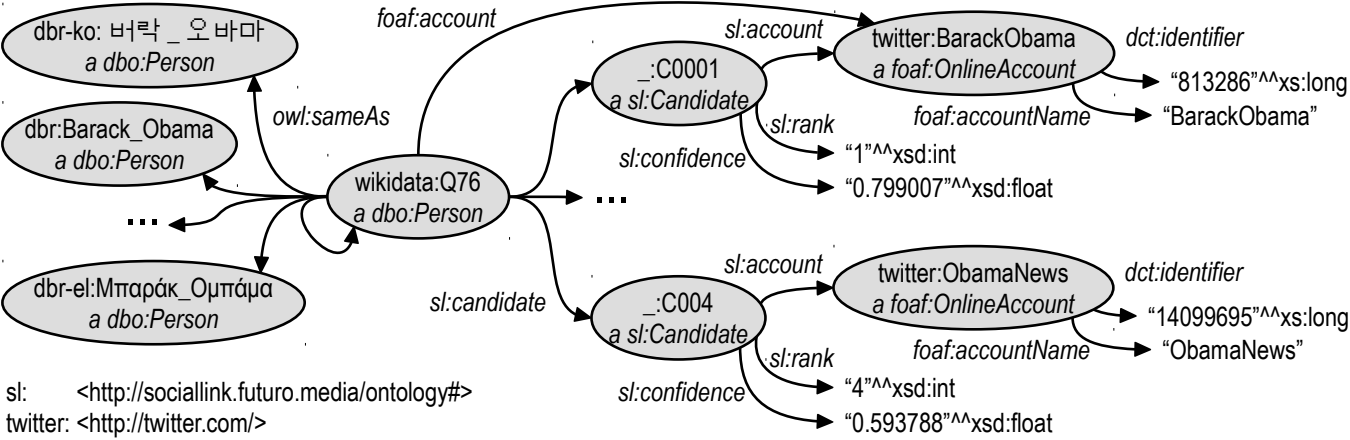 foaf:account
dbr-ko: 버락 _ 오바마
a dbo:Person
dbr:Barack_Obama
a dbo:Person
...
dbr-el:Μπαράκ_Ομπάμα
a dbo:Person
owl:sameAs
wikidata:Q76
a dbo:Person
sl:candidate
...
_:C0001
a sl:Candidate
sl:account
sl:rank
sl:confidence
“1”^^xsd:int
“0.799007”^^xsd:float
twitter:BarackObama
a foaf:OnlineAccount
dct:identifier
foaf:accountName
“813286”^^xs:long
“BarackObama”
_:C004
a sl:Candidate
sl:account
sl:rank
sl:confidence
“4”^^xsd:int
“0.593788”^^xsd:float
twitter:ObamaNews
a foaf:OnlineAccount
dct:identifier
foaf:accountName
“14099695”^^xs:long
“ObamaNews”
sl: <http://sociallink.futuro.media/ontology#>
twitter: <http://twitter.com/>